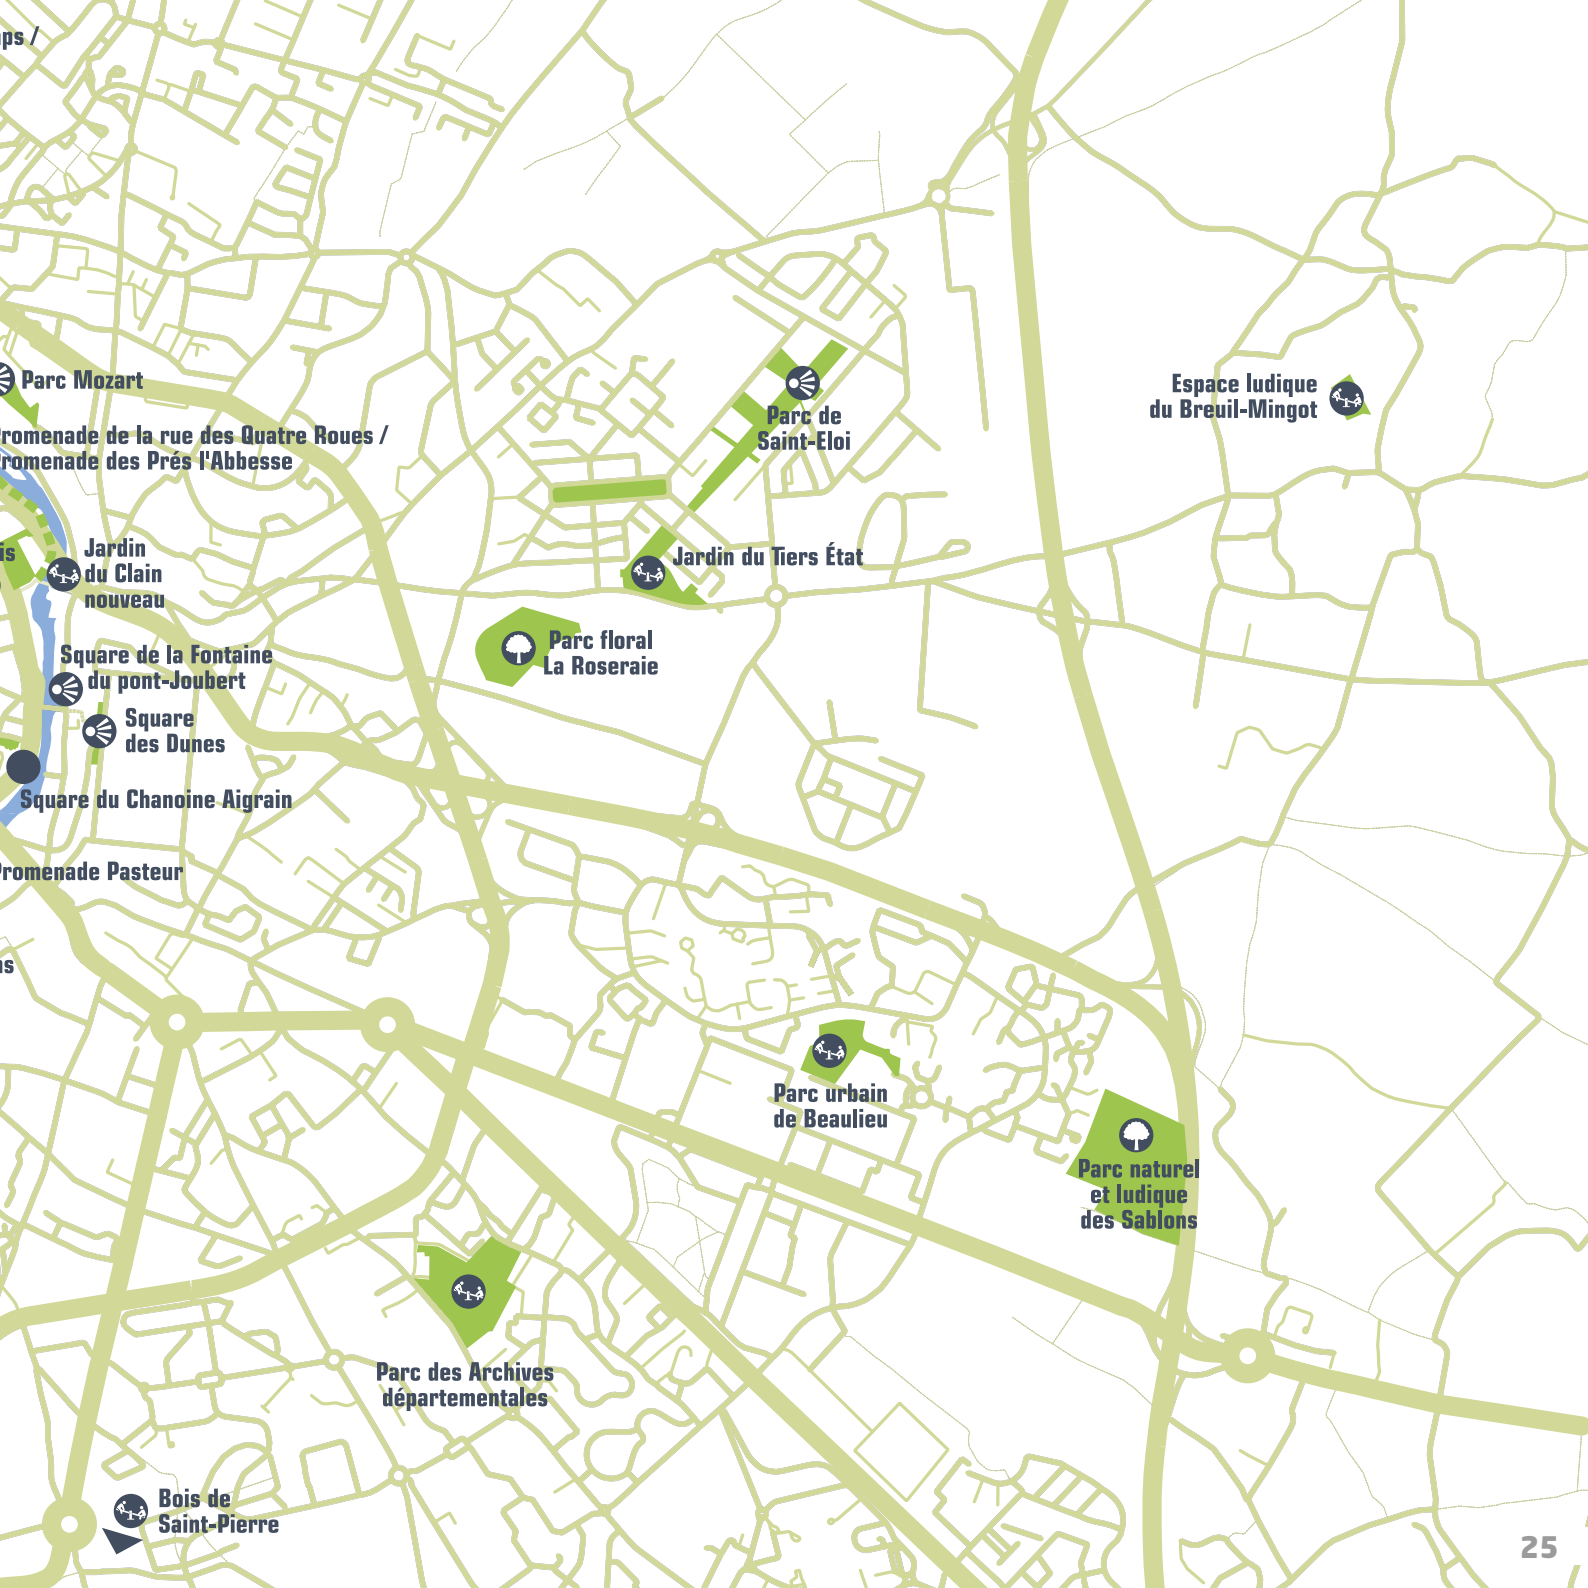 ps /
Parc Mozart
romenade de la rue des Quatre Roues /
romenade des Prés l'Abbesse
is
Jardin
du Clain
nouveau
Square de la Fontaine
du pont-Joubert
Square
des Dunes
Square du Chanoine Aigrain
Promenade Pasteur
ns
Parc de
Saint-Eloi
Jardin du Tiers État
Parc floral
La Roseraie
Espace ludique
du Breuil-Mingot
Parc urbain
de Beaulieu
Parc naturel
et ludique
des Sablons
Parc des Archives
départementales
Bois de
Saint-Pierre
25